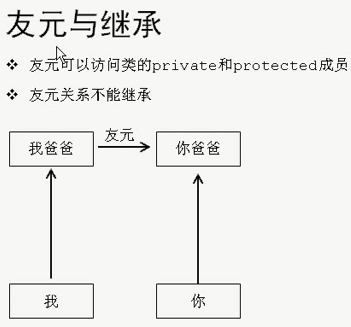 友元与继承
❖ 友元可以访问类的private和protected成员
❖ 友元关系不能继承
友元
我爸爸 你爸爸
我 你